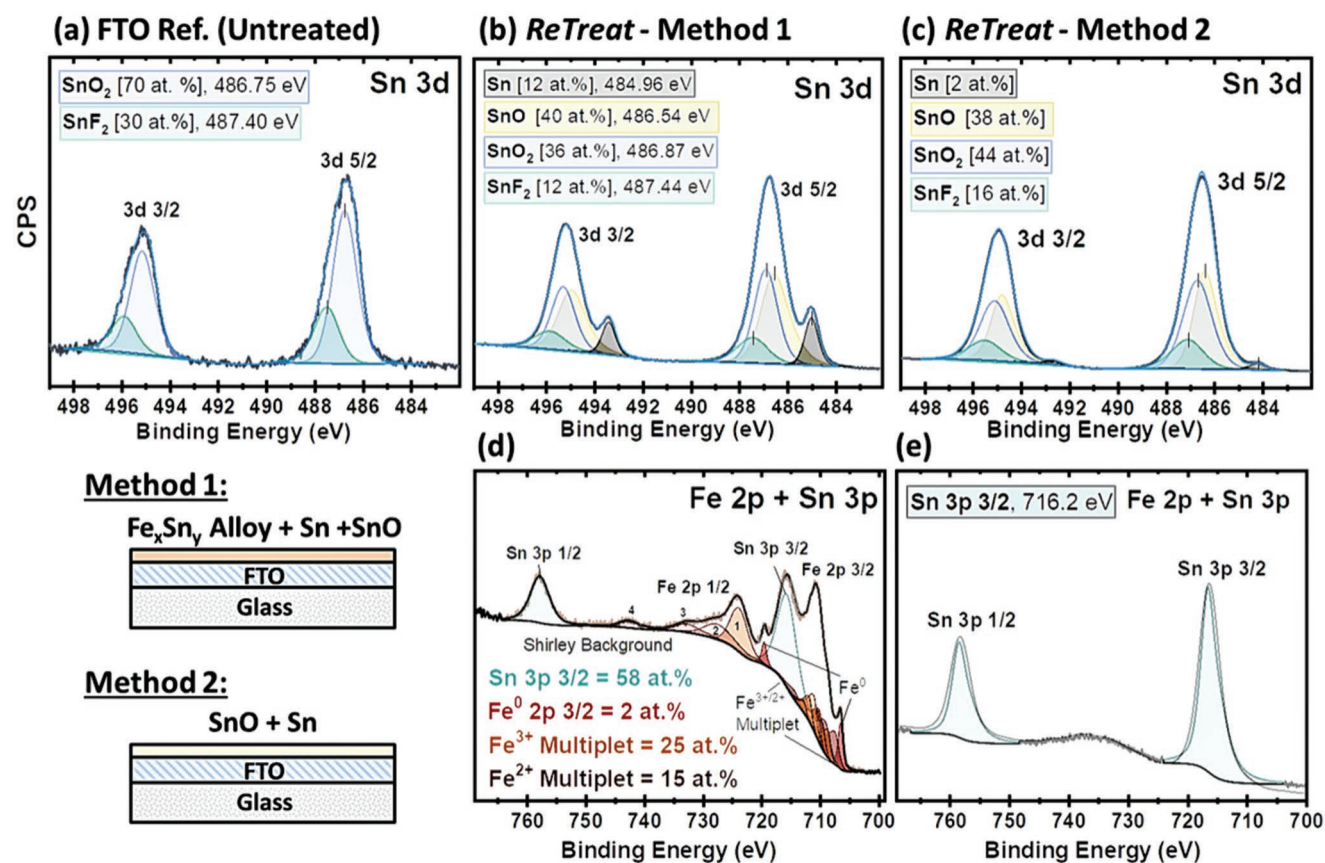 (a) FTO Ref. (Untreated)
SnO2 [70 at. %], 486.75 eV
SnF2 [30 at.%], 487.40 eV
Sn 3d
3d 5/2
3d 3/2
CPS
498 496 494 492 490 488 486 484
Binding Energy (eV)
(b) ReTreat - Method 1
Sn [12 at.%], 484.96 eV
SnO [40 at.%], 486.54 eV
SnO2 [36 at.%], 486.87 eV
SnF2 [12 at.%], 487.44 eV
Sn 3d
3d 5/2
3d 3/2
498 496 494 492 490 488 486 484
Binding Energy (eV)
(c) ReTreat - Method 2
Sn [2 at.%]
SnO [38 at.%]
SnO2 [44 at.%]
SnF2 [16 at.%]
Sn 3d
3d 5/2
3d 3/2
498 496 494 492 490 488 486 484
Binding Energy (eV)
Method 1:
FexSny Alloy + Sn +SnO
FTO
Glass
Method 2:
SnO + Sn
FTO
Glass
(d)
Fe 2p + Sn 3p
Sn 3p 1/2
Sn 3p 3/2
Fe 2p 3/2
Fe 2p 1/2
4
3
2
1
Shirley Background
Fe0
Fe3+/2+
Multiplet
Sn 3p 3/2 = 58 at.%
Fe0 2p 3/2 = 2 at.%
Fe3+ Multiplet = 25 at.%
Fe2+ Multiplet = 15 at.%
760 750 740 730 720 710 700
Binding Energy (eV)
(e)
Sn 3p 3/2, 716.2 eV
Fe 2p + Sn 3p
Sn 3p 3/2
Sn 3p 1/2
760 750 740 730 720 710 700
Binding Energy (eV)